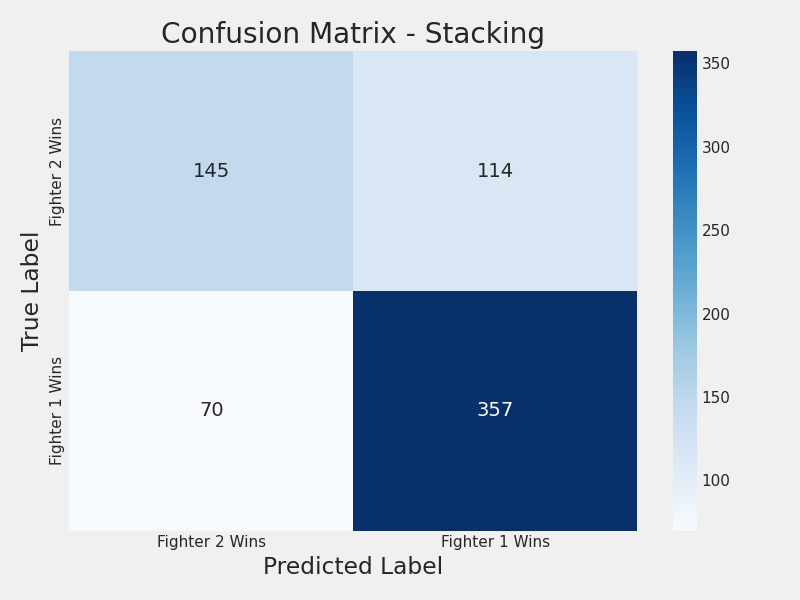 Confusion Matrix - Stacking
True Label
Fighter 2 Wins
Fighter 1 Wins
145
114
70
357
Fighter 2 Wins
Fighter 1 Wins
Predicted Label
350
300
250
200
150
100